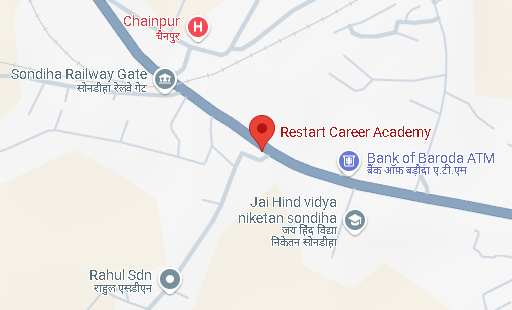 Chainpur
चैनपुर
H
Sondiha Railway Gate
सोनडीहा रेलवे गेट
Restart Career Academy
Bank of Baroda ATM
बैंक ऑफ़ बड़ौदा ए.टी.एम
Jai Hind vidya
niketan sondiha
जय हिंद विद्या
निकेतन सोनडीहा
Rahul Sdn
राहुल एसडीएन